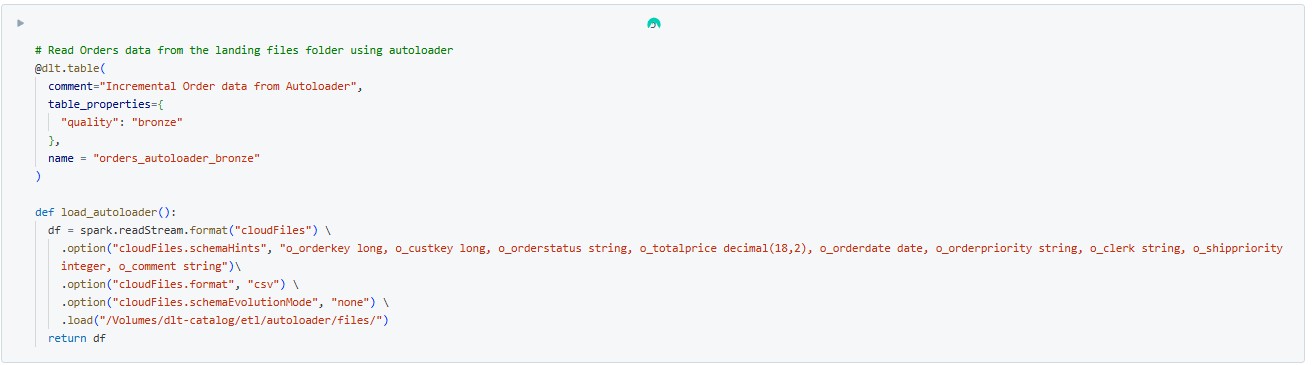 # Read Orders data from the landing files folder using autoloader
@dlt.table(
comment="Incremental Order data from Autoloader",
table_properties={
"quality": "bronze"
},
name = "orders_autoloader_bronze"
)
def load_autoloader():
df = spark.readStream.format("cloudFiles") \
.option("cloudFiles.schemaHints", "o_orderkey long, o_custkey long, o_orderstatus string, o_totalprice decimal(18,2), o_orderdate date, o_orderpriority string, o_clerk string, o_shippriority
integer, o_comment string")\
.option("cloudFiles.format", "csv") \
.option("cloudFiles.schemaEvolutionMode", "none") \
.load("/Volumes/dlt-catalog/etl/autoloader/files/")
return df